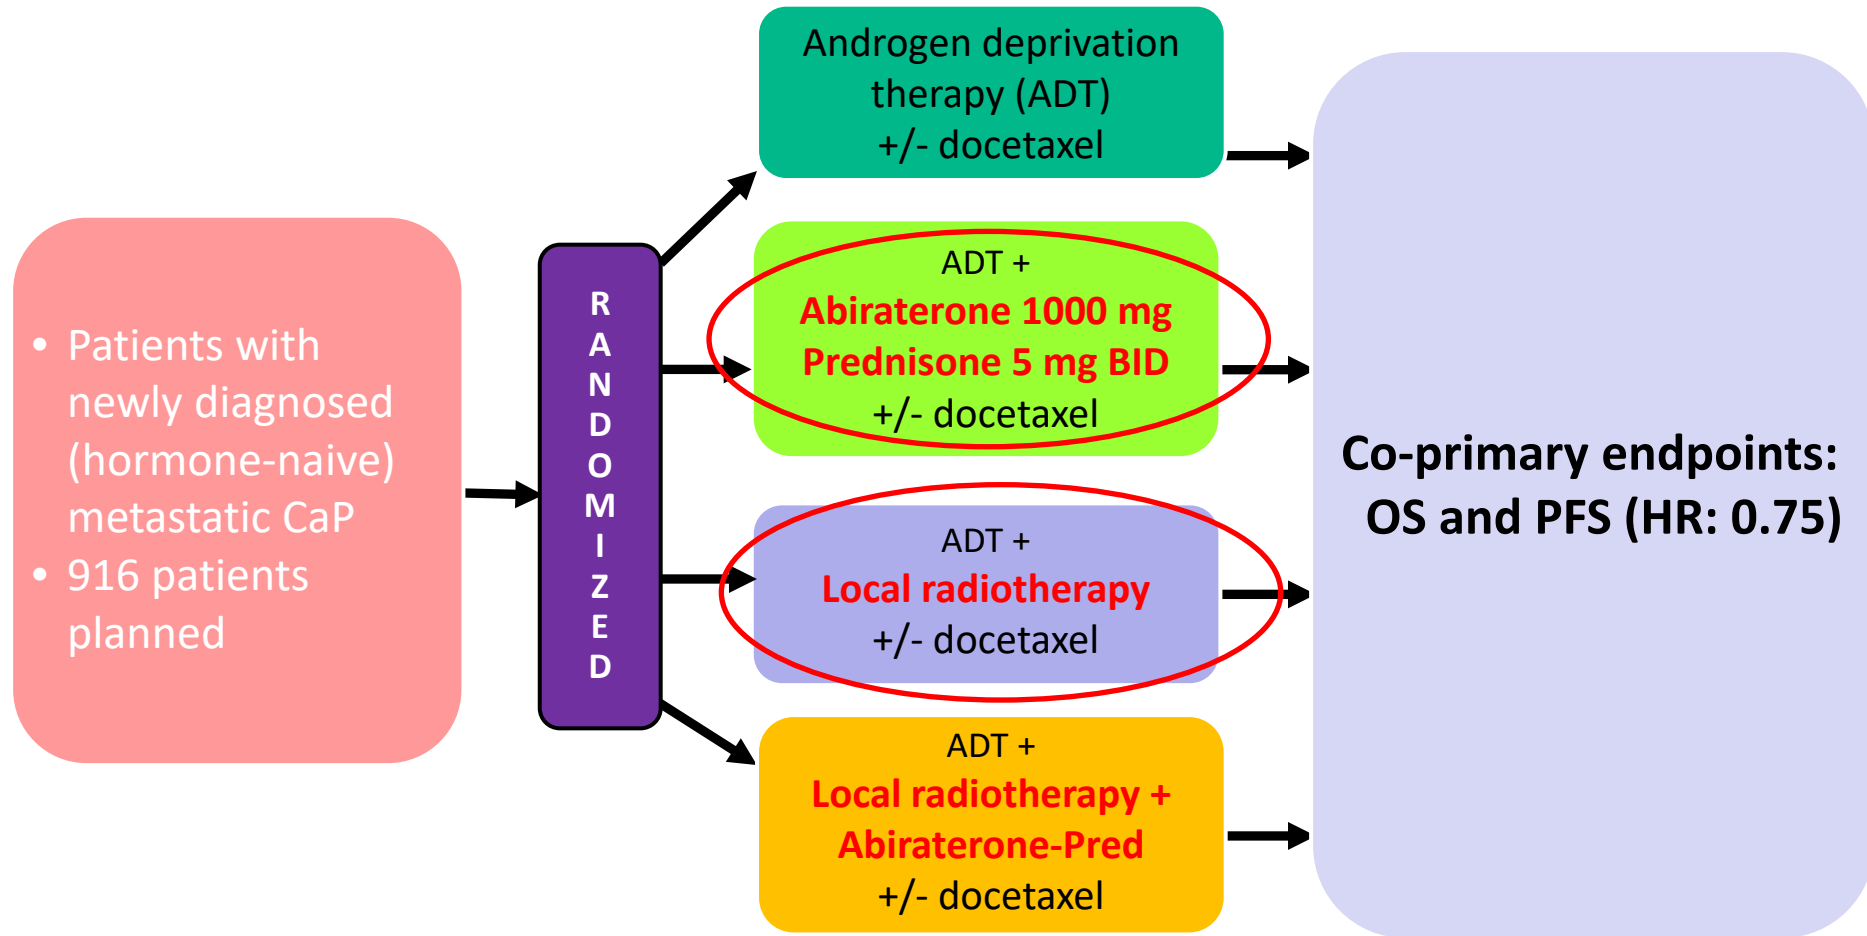 • Patients with
newly diagnosed
(hormone-naive)
metastatic CaP
• 916 patients
planned
R
A
N
D
O
M
I
Z
E
D
Androgen deprivation
therapy (ADT)
+/- docetaxel
ADT +
Abiraterone 1000 mg
Prednisone 5 mg BID
+/- docetaxel
ADT +
Local radiotherapy
+/- docetaxel
ADT +
Local radiotherapy +
Abiraterone-Pred
+/- docetaxel
Co-primary endpoints:
OS and PFS (HR: 0.75)